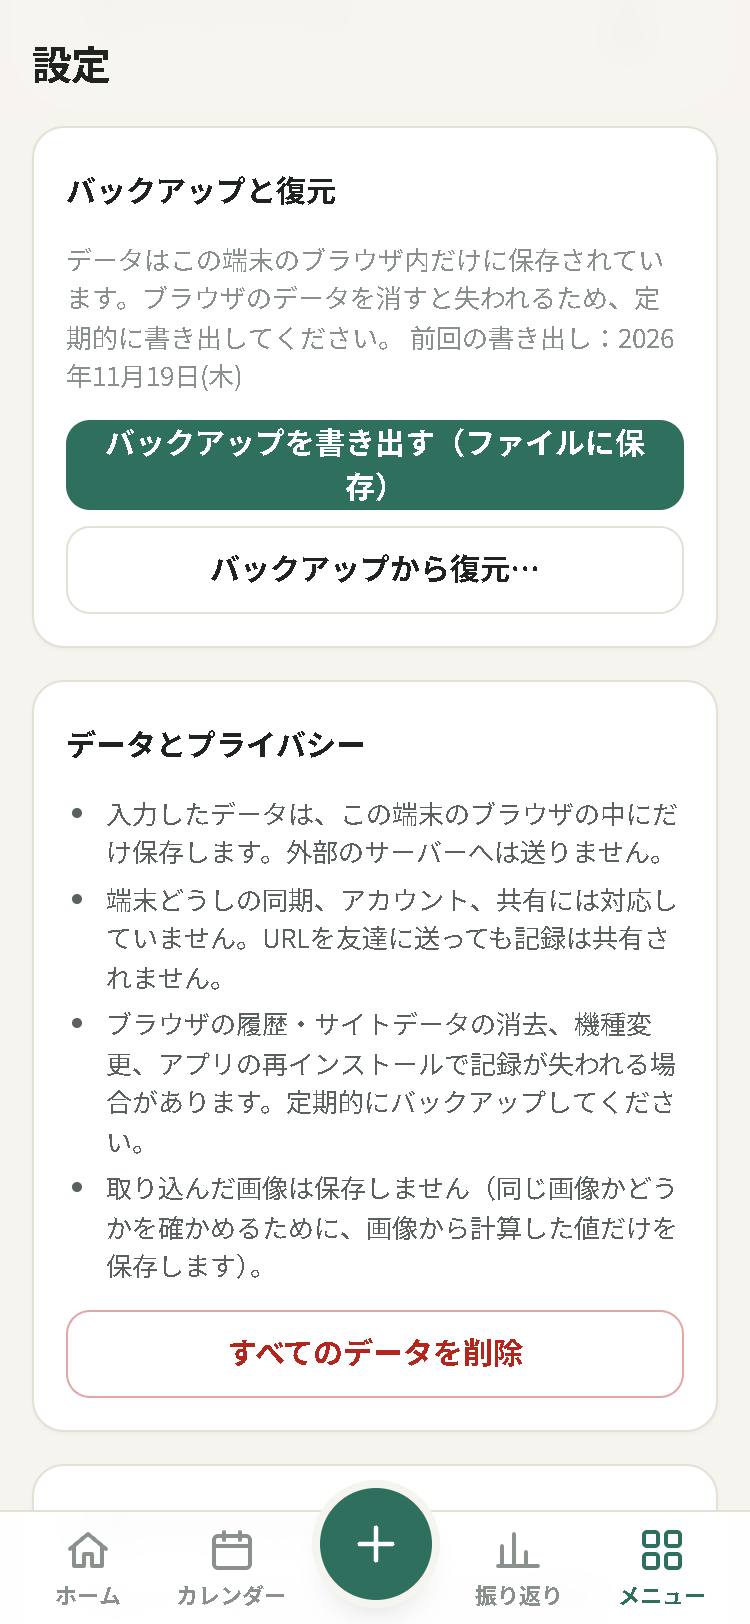 設定
バックアップと復元
データはこの端末のブラウザ内だけに保存されてい
ます。ブラウザのデータを消すと失われるため、定
期的に書き出してください。 前回の書き出し：2026
年11月19日(木)
バックアップを書き出す（ファイルに保
存）
バックアップから復元…
データとプライバシー
• 入力したデータは、この端末のブラウザの中にだ
け保存します。外部のサーバーへは送りません。
• 端末どうしの同期、アカウント、共有には対応し
ていません。URLを友達に送っても記録は共有さ
れません。
• ブラウザの履歴・サイトデータの消去、機種変
更、アプリの再インストールで記録が失われる場
合があります。定期的にバックアップしてくださ
い。
• 取り込んだ画像は保存しません（同じ画像かどう
かを確かめるために、画像から計算した値だけを
保存します）。
すべてのデータを削除
ホーム
カレンダー
振り返り
メニュー